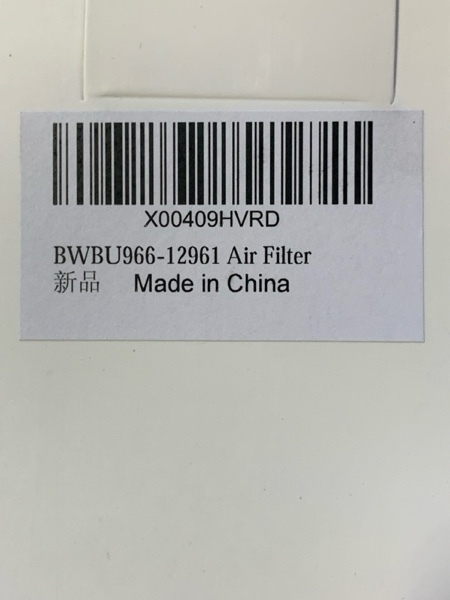 X00409HVRD
BWBU966-12961 Air Filter
新品 Made in China